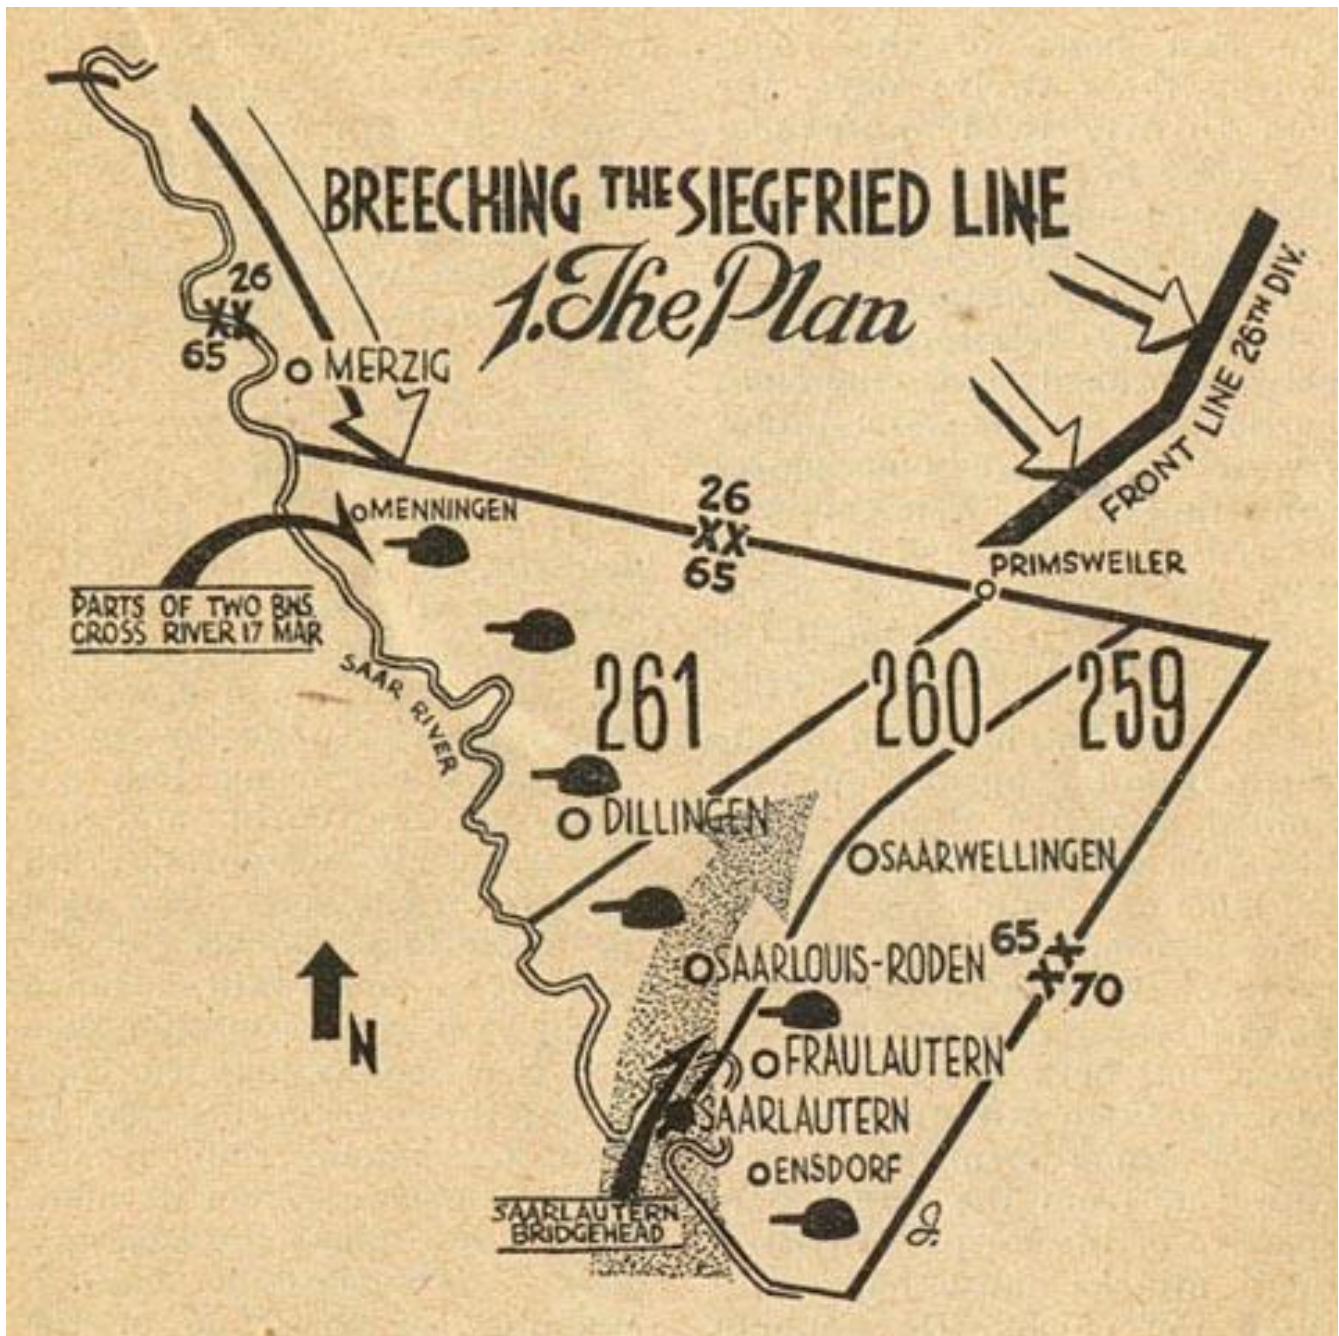 BREECHING THE SIEGFRIED LINE
1. The Plan
26
XX
65
MERZIG
FRONT LINE 26TH DIV.
MENNINGEN
26
XX
65
PRIMSWEILER
PARTS OF TWO BNS.
CROSS RIVER 17 MAR
SAAR RIVER
261
260
259
DILLINGEN
SAARWELLINGEN
SAARLOUIS-RODEN
65
XX
70
N
FRAULAUTERN
SAARLAUTERN
ENSDORF
SAARLAUTERN
BRIDGEHEAD
J.